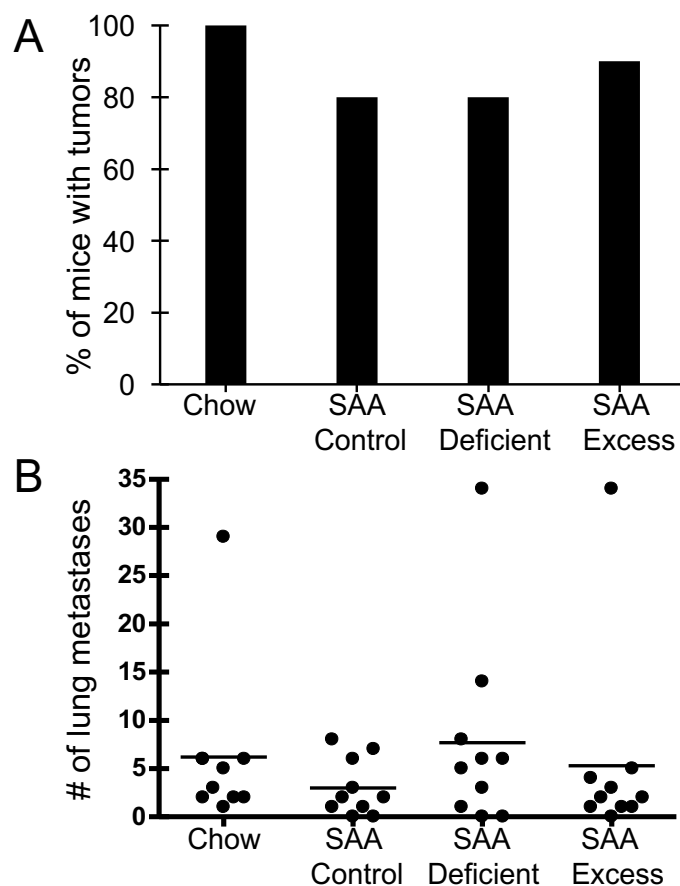 A
% of mice with tumors
100
80
60
40
20
0
Chow SAA SAA SAA
Control Deficient Excess
B
# of lung metastases
35
30
25
20
15
10
5
0
Chow SAA SAA SAA
Control Deficient Excess